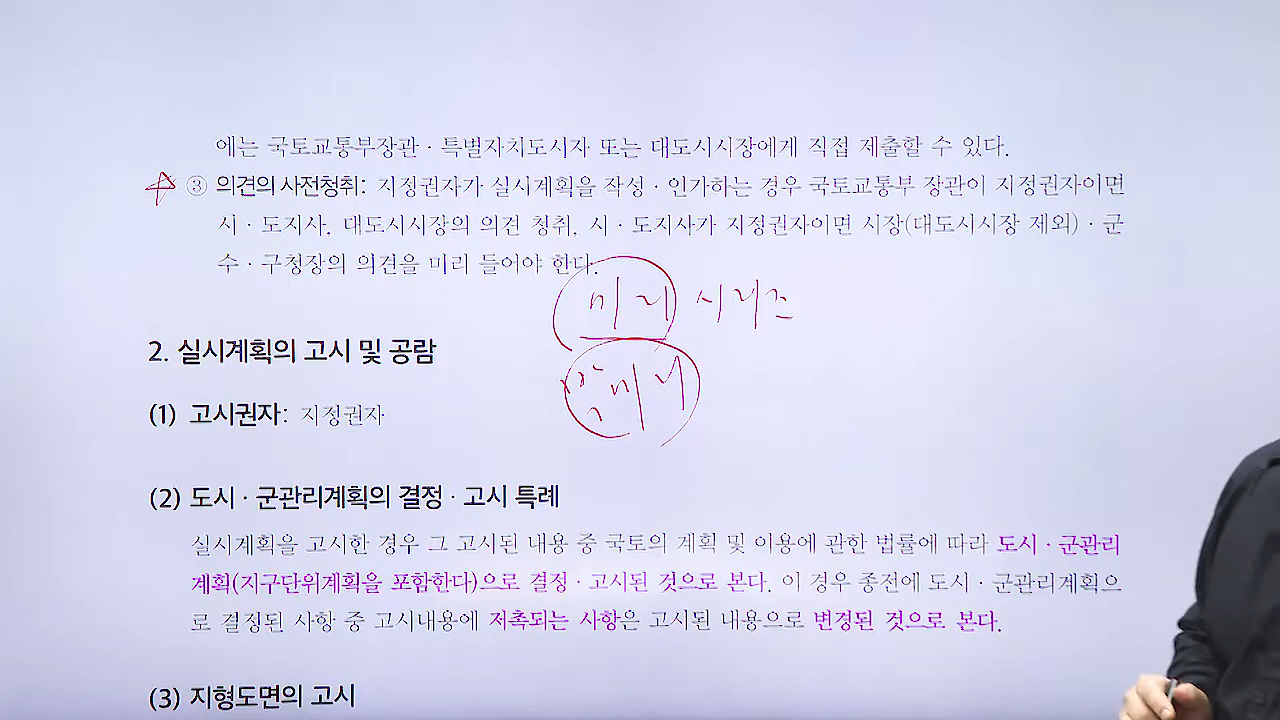 에는 국토교통부장관 · 특별자치도시자 또는 대도시시장에게 직접 제출할 수 있다.
③ 의견의 사전청취: 지정권자가 실시계획을 작성 · 인가하는 경우 국토교통부 장관이 지정권자이면
시 · 도지사, 대도시시장의 의견 청취, 시 · 도지사가 지정권자이면 시장(대도시시장 제외) · 군
수 · 구청장의 의견을 미리 들어야 한다.
미리 시리즈
미리
2. 실시계획의 고시 및 공람
(1) 고시권자: 지정권자
(2) 도시 · 군관리계획의 결정 · 고시 특례
실시계획을 고시한 경우 그 고시된 내용 중 국토의 계획 및 이용에 관한 법률에 따라 도시 · 군관리
계획(지구단위계획을 포함한다)으로 결정 · 고시된 것으로 본다. 이 경우 종전에 도시 · 군관리계획으
로 결정된 사항 중 고시내용에 저촉되는 사항은 고시된 내용으로 변경된 것으로 본다.
(3) 지형도면의 고시